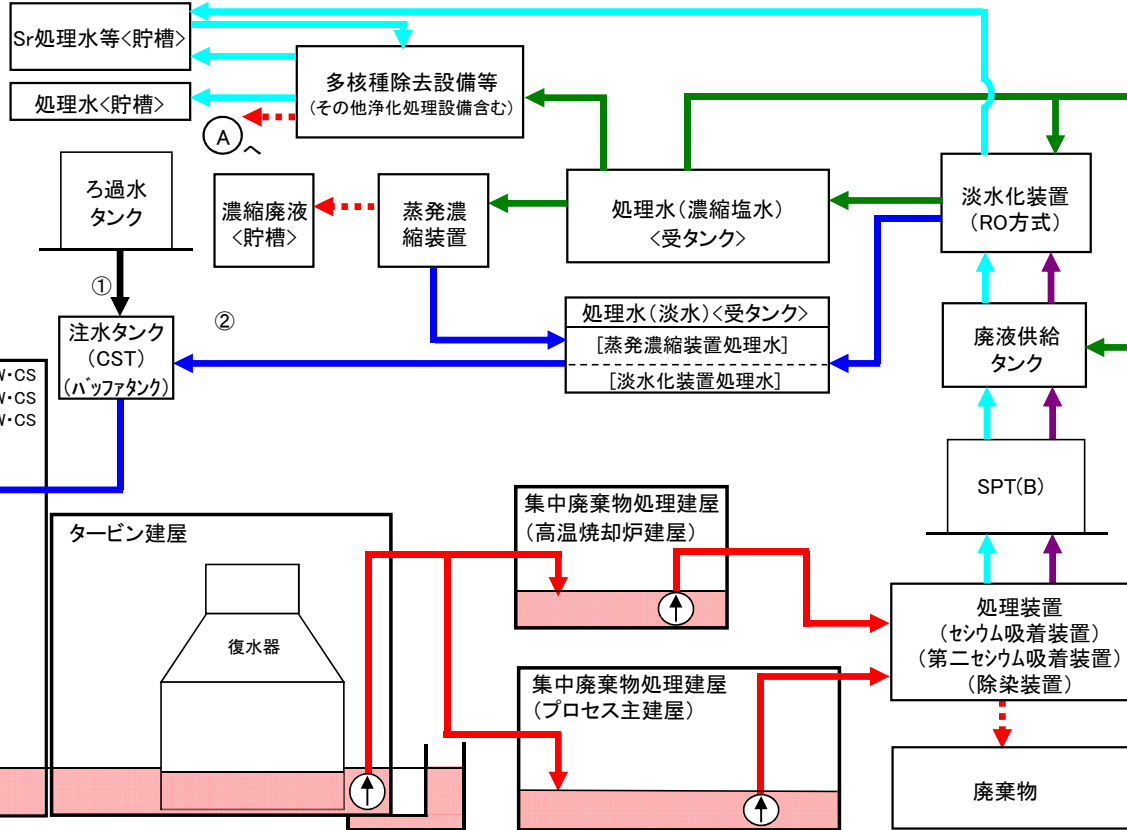 Sr処理水等<貯槽>
処理水<貯槽>
多核種除去設備等
(その他浄化処理設備含む)
A
へ
ろ過水
タンク
濃縮廃液
<貯槽>
蒸発濃
縮装置
処理水(濃縮塩水)
<受タンク>
淡水化装置
(RO方式)
①
②
注水タンク
(CST)
(バッファタンク)
処理水(淡水)<受タンク>
[蒸発濃縮装置処理水]
[淡水化装置処理水]
廃液供給
タンク
W・CS
W・CS
W・CS
SPT(B)
タービン建屋
復水器
集中廃棄物処理建屋
(高温焼却炉建屋)
集中廃棄物処理建屋
(プロセス主建屋)
処理装置
(セシウム吸着装置)
(第二セシウム吸着装置)
(除染装置)
廃棄物